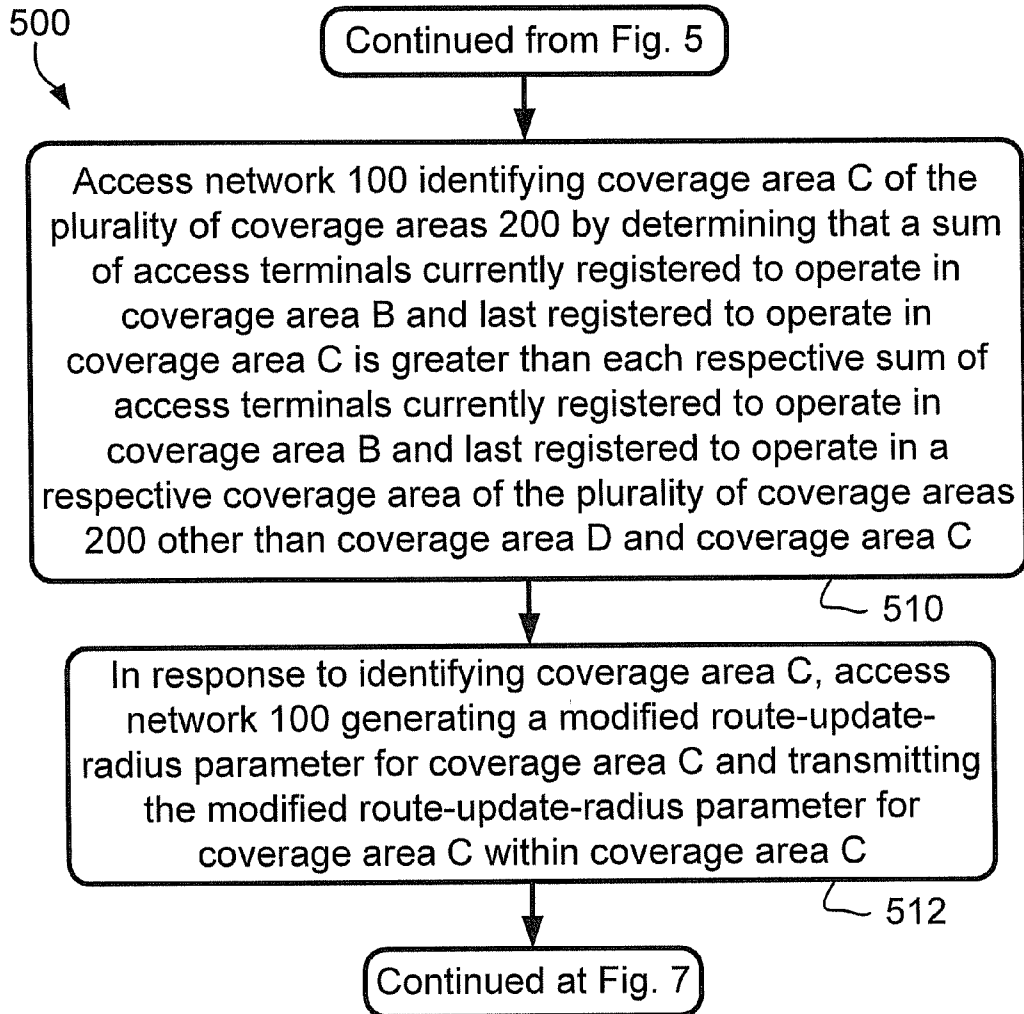 500
Continued from Fig. 5
Access network 100 identifying coverage area C of the
plurality of coverage areas 200 by determining that a sum
of access terminals currently registered to operate in
coverage area B and last registered to operate in
coverage area C is greater than each respective sum of
access terminals currently registered to operate in
coverage area B and last registered to operate in a
respective coverage area of the plurality of coverage areas
200 other than coverage area D and coverage area C
510
In response to identifying coverage area C, access
network 100 generating a modified route-update-
radius parameter for coverage area C and transmitting
the modified route-update-radius parameter for
coverage area C within coverage area C
512
Continued at Fig. 7